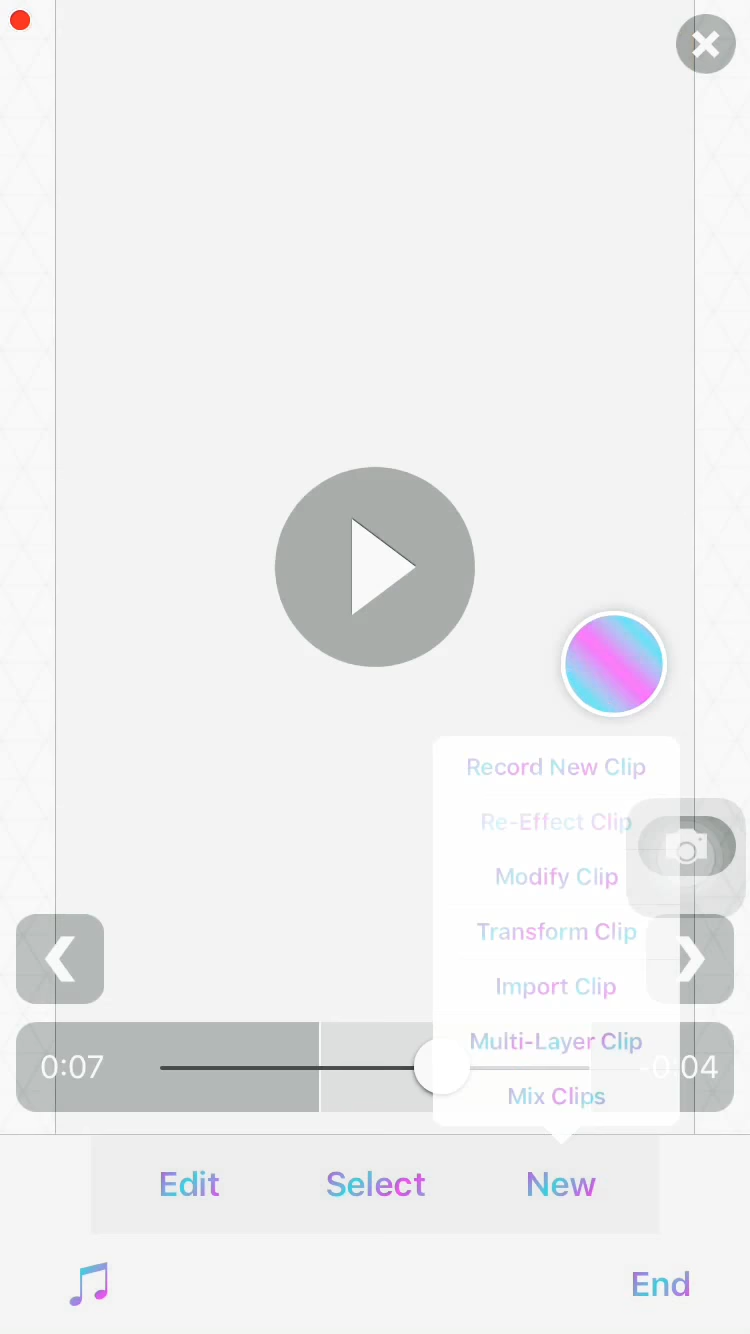 Record New Clip
Re-Effect Clip
Modify Clip
Transform Clip
Import Clip
Multi-Layer Clip
0:07
-0:04
Mix Clips
Edit
Select
New
End